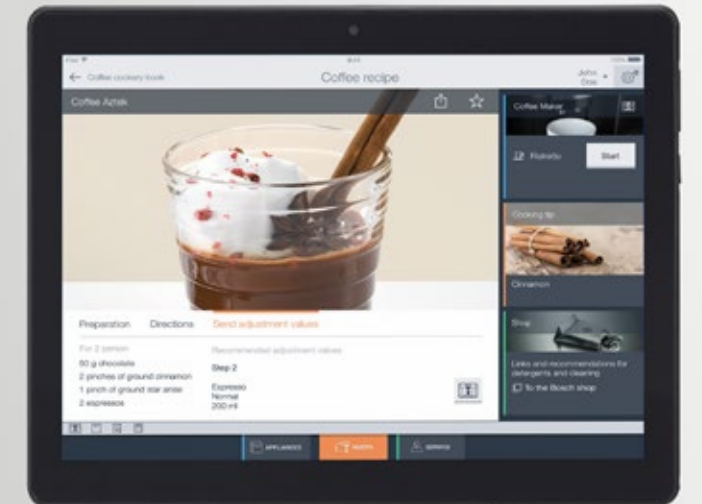 iPad
Coffee cookery book
Coffee recipe
John
Doe
Coffee Aztek
Coffee Maker
Ristretto
Start
Cooking tip
Cinnamon
Shop
Links and recommendations for
detergents and cleaning
To the Bosch shop
Preparation
Directions
Send adjustment values
For 2 person
50 g chocolate
2 pinches of ground cinnamon
1 pinch of ground star anise
2 espressos
Recommended adjustment values
Step 2
Espresso
Normal
200 ml
APPLIANCES
SERVICE